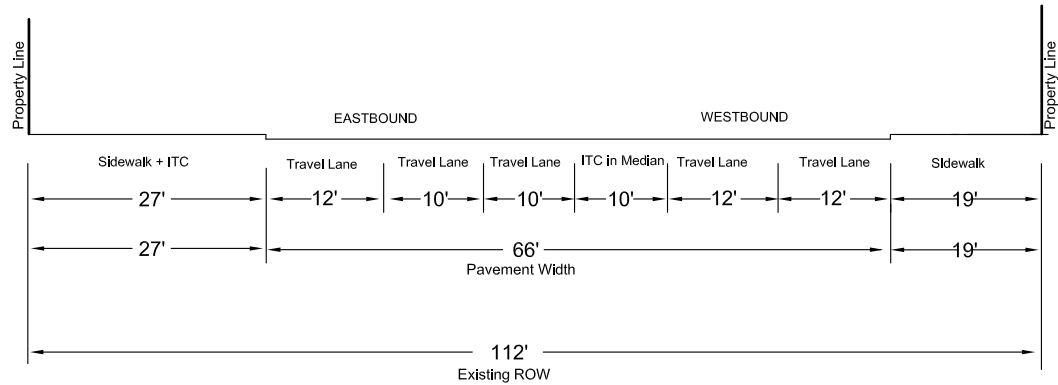 Property Line
Property Line
EASTBOUND
WESTBOUND
Sidewalk + ITC
Travel Lane
Travel Lane
Travel Lane
ITC in Median
Travel Lane
Travel Lane
SIdewalk
27'
12'
10'
10'
10'
12'
12'
19'
27'
66'
19'
Pavement Width
112'
Existing ROW